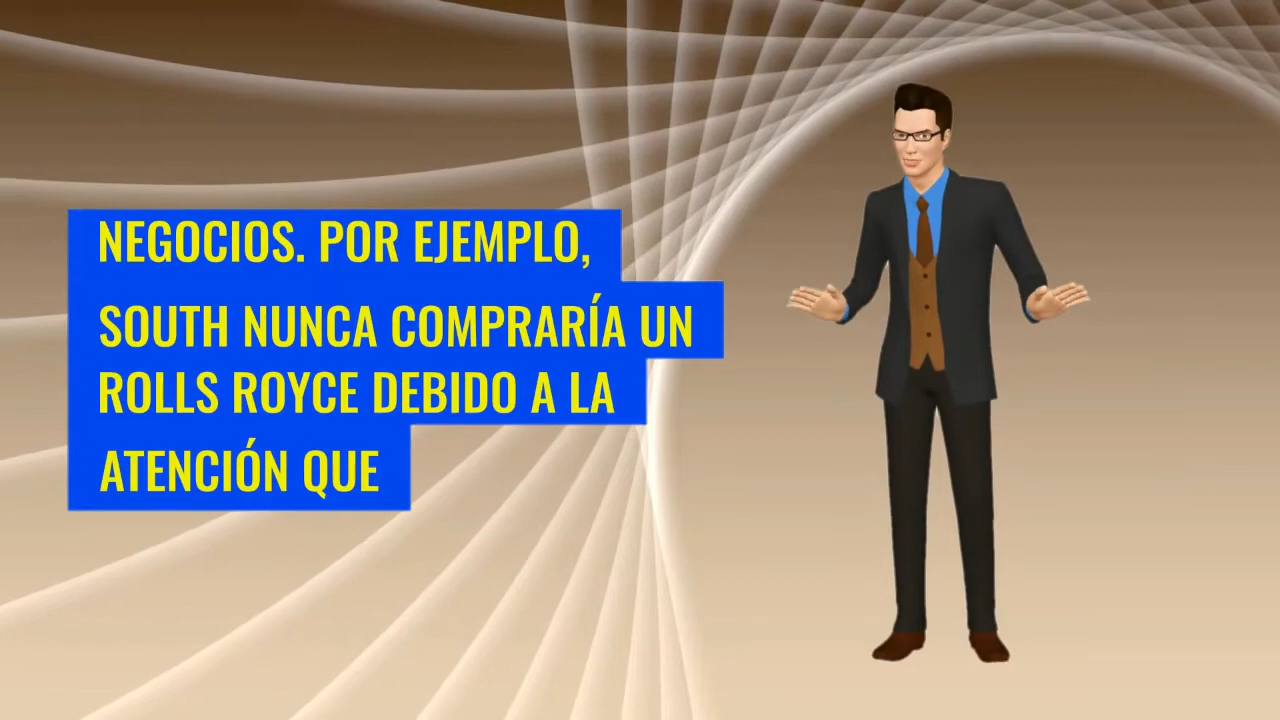 NEGOCIOS. POR EJEMPLO,
SOUTH NUNCA COMPRARÍA UN
ROLLS ROYCE DEBIDO A LA
ATENCIÓN QUE